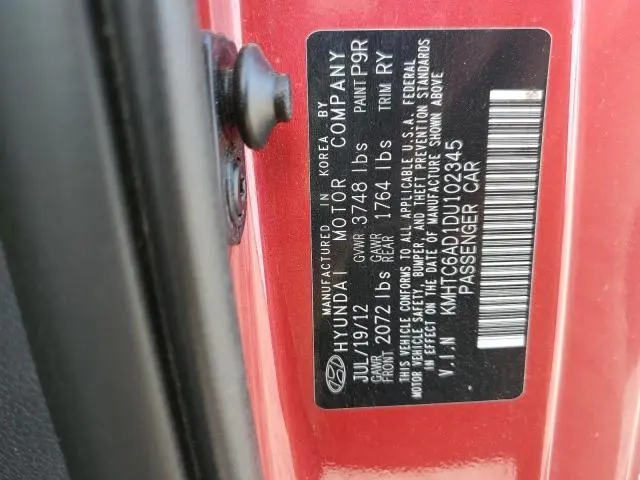 MANUFACTURED IN KOREA BY
HYUNDAI MOTOR COMPANY
JUL/19/12 GVWR 3748 lbs PAINT P9R
GAWR FRONT 2072 lbs GAWR REAR 1764 lbs TRIM RY
THIS VEHICLE CONFORMS TO ALL APPLICABLE U.S.A. FEDERAL
MOTOR VEHICLE SAFETY, BUMPER, AND THEFT PREVENTION STANDARDS
IN EFFECT ON THE DATE OF MANUFACTURE SHOWN ABOVE
V.I.N KMHTC6AD1DU102345
PASSENGER CAR